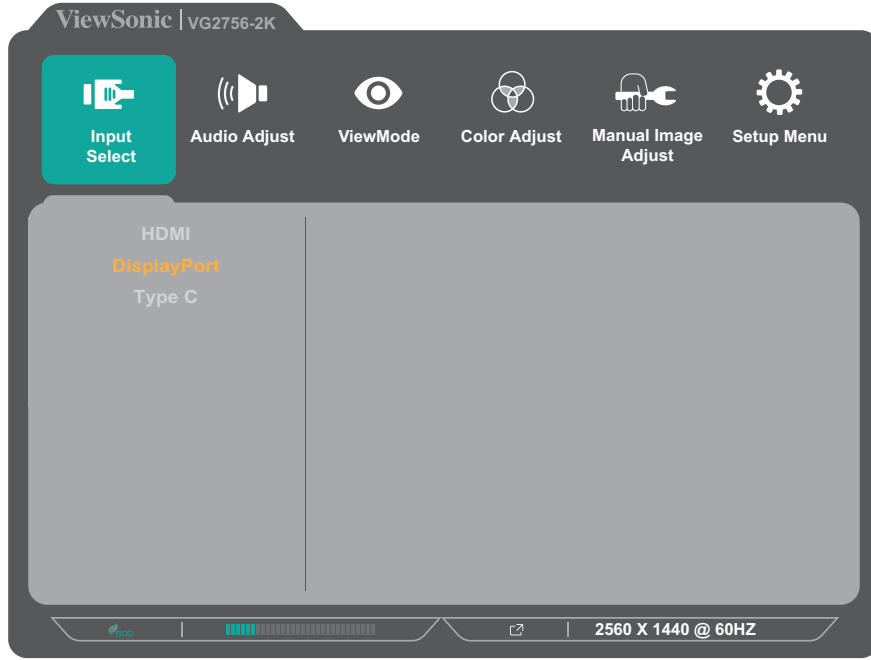 ViewSonic | VG2756-2K
Input
Select
Audio Adjust
ViewMode
Color Adjust
Manual Image
Adjust
Setup Menu
HDMI
DisplayPort
Type C
eco
2560 X 1440 @ 60HZ